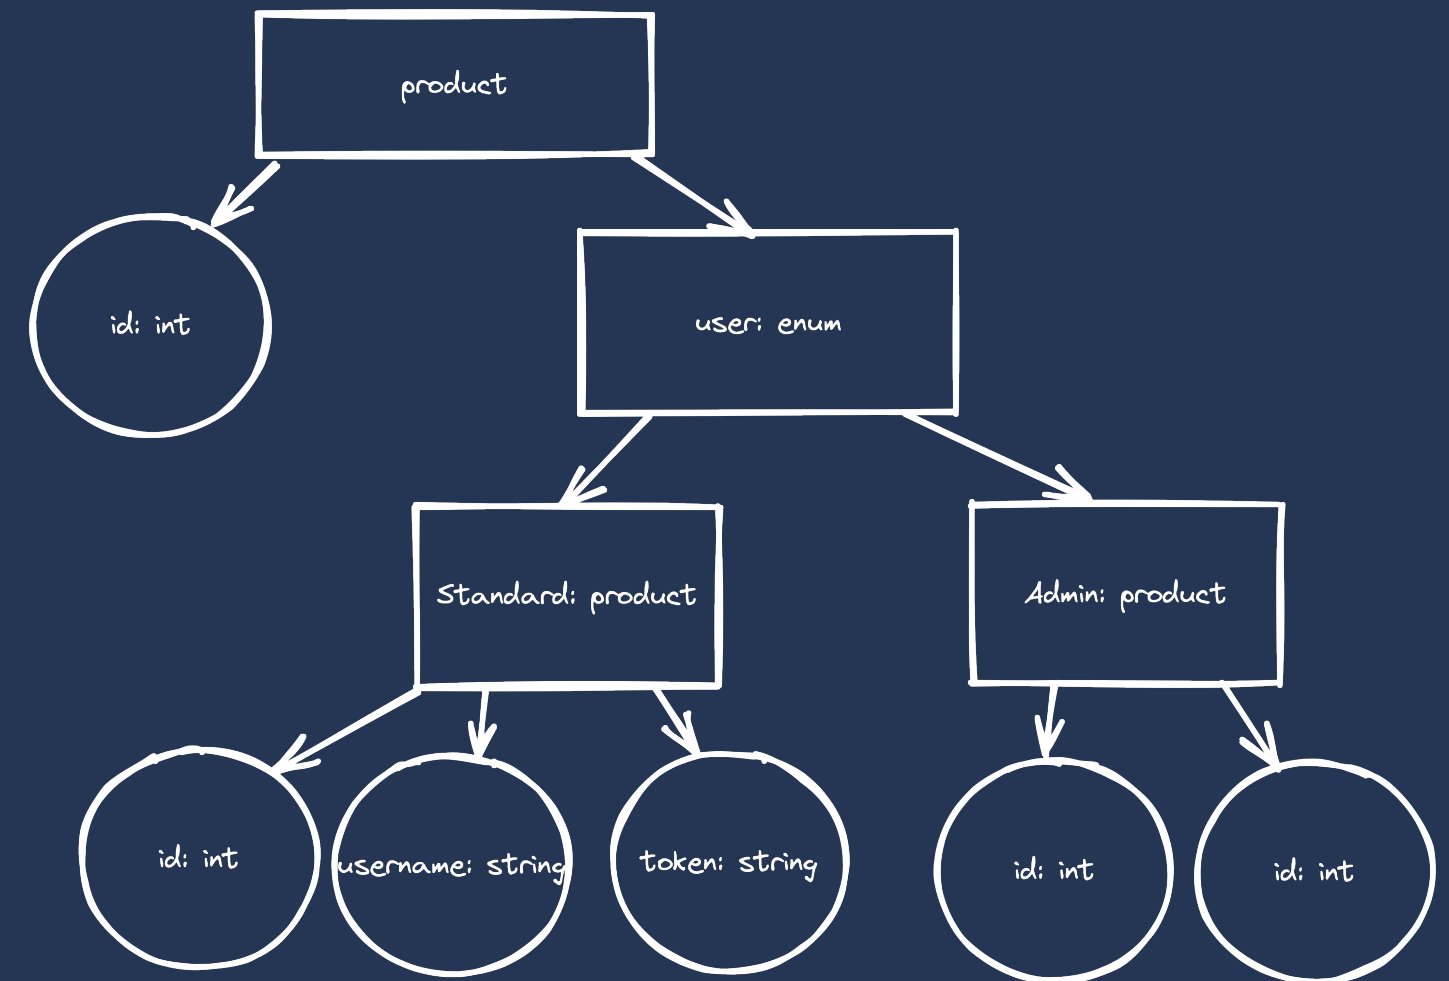 product
id: int
user: enum
Standard: product
Admin: product
id: int
username: string
token: string
id: int
id: int